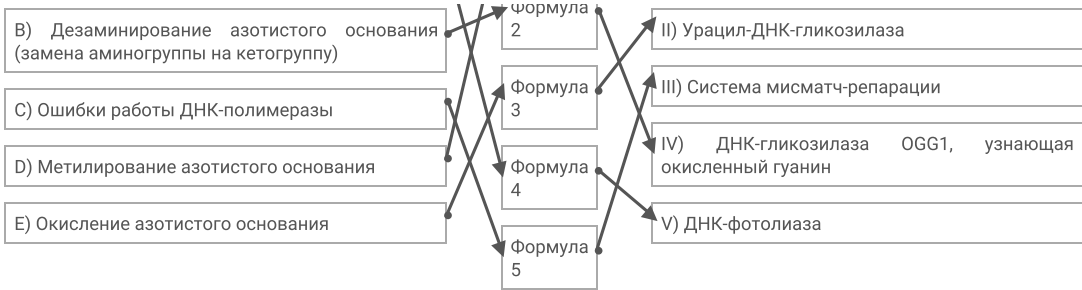 B) Дезаминирование азотистого основания
(замена аминогруппы на кетогруппу)
C) Ошибки работы ДНК-полимеразы
D) Метилирование азотистого основания
E) Окисление азотистого основания
Формула
2
Формула
3
Формула
4
Формула
5
II) Урацил-ДНК-гликозилаза
III) Система мисматч-репарации
IV) ДНК-гликозилаза OGG1, узнающая
окисленный гуанин
V) ДНК-фотолиаза